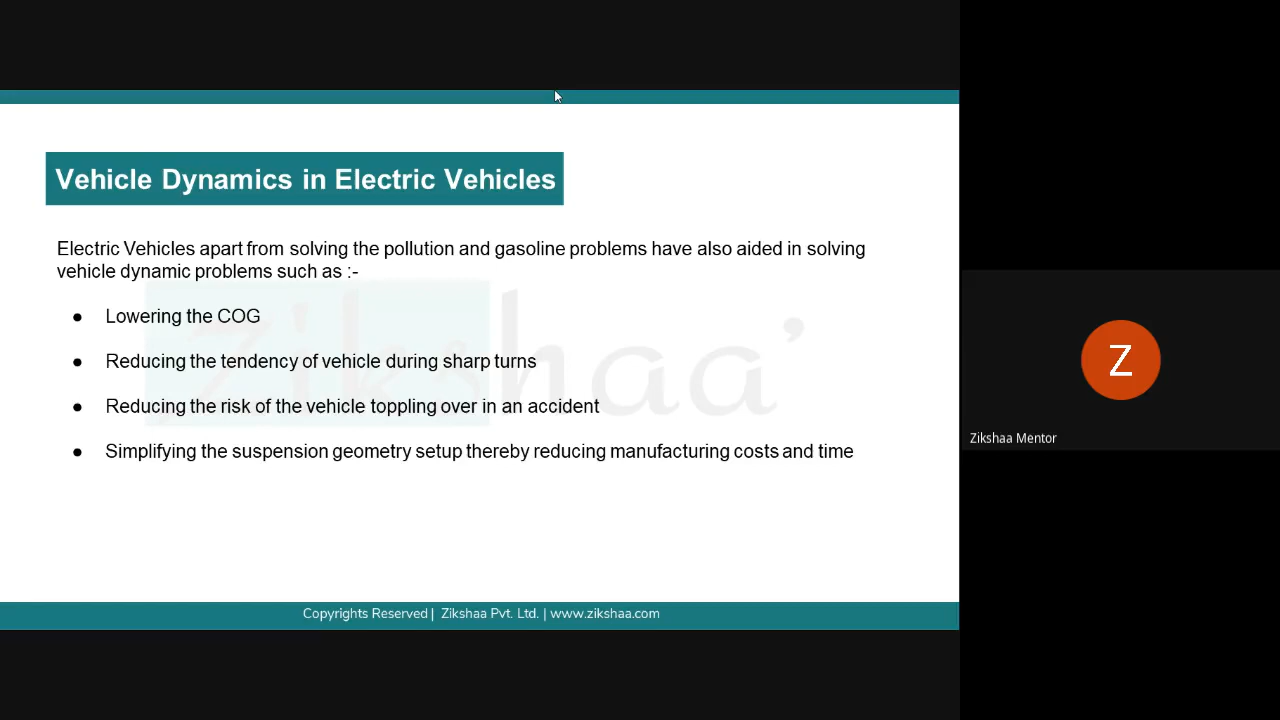 Vehicle Dynamics in Electric Vehicles
Electric Vehicles apart from solving the pollution and gasoline problems have also aided in solving
vehicle dynamic problems such as :-
● Lowering the COG
● Reducing the tendency of vehicle during sharp turns
● Reducing the risk of the vehicle toppling over in an accident
● Simplifying the suspension geometry setup thereby reducing manufacturing costs and time
Zikshaa’
Copyrights Reserved | Zikshaa Pvt. Ltd. | www.zikshaa.com
Z
Zikshaa Mentor